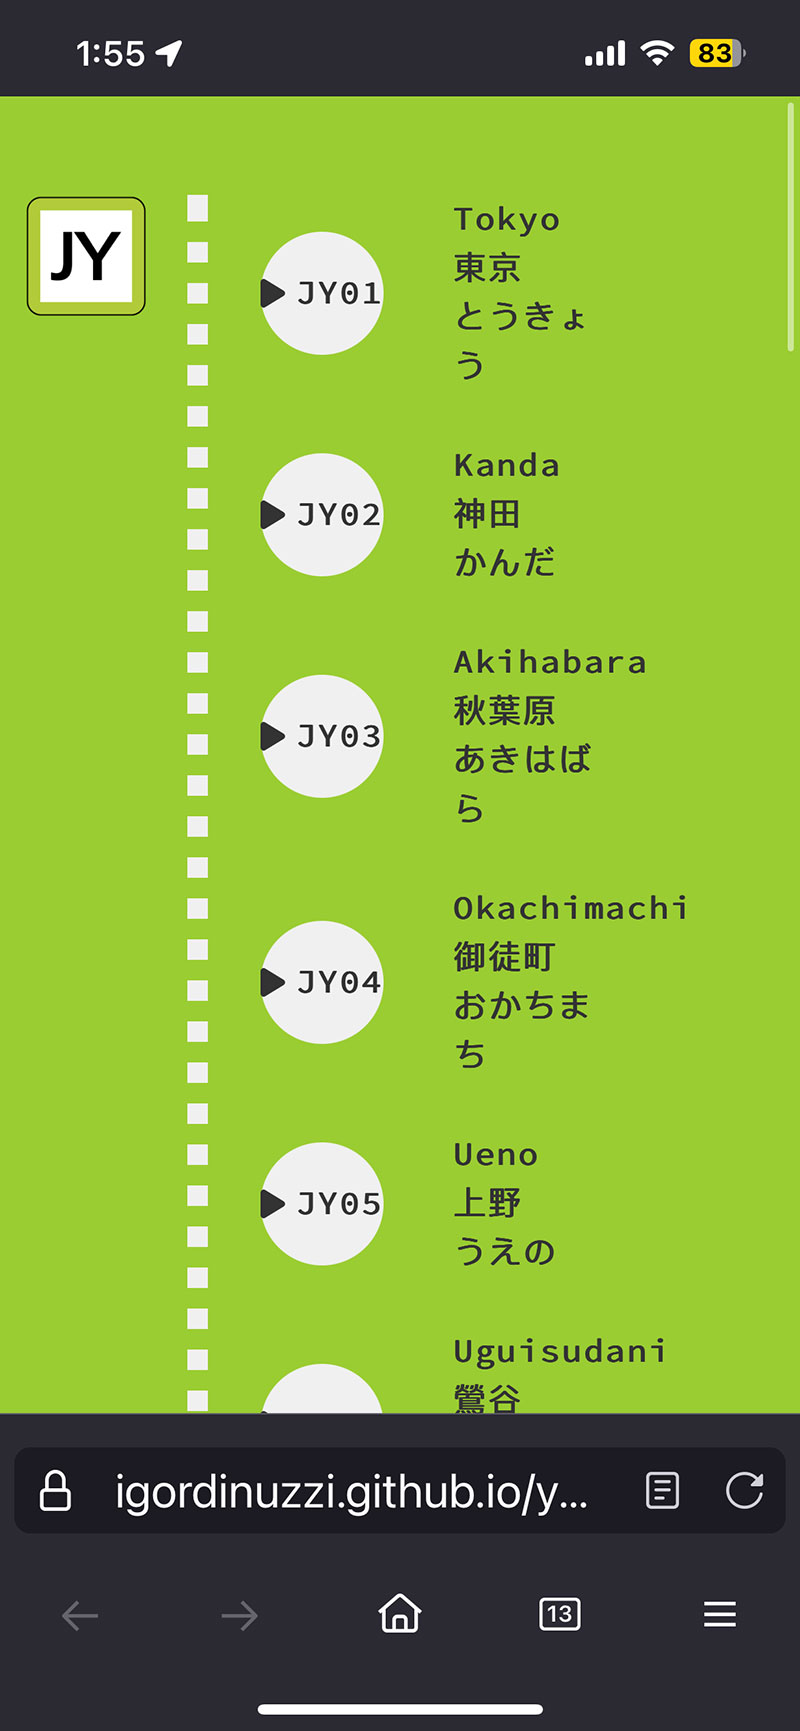 1:55
83
JY
JY01
Tokyo
東京
とうきょ
う
JY02
Kanda
神田
かんだ
JY03
Akihabara
秋葉原
あきはば
ら
JY04
Okachimachi
御徒町
おかちま
ち
JY05
Ueno
上野
うえの
Uguisudani
鶯谷
igordinuzzi.github.io/y...
13